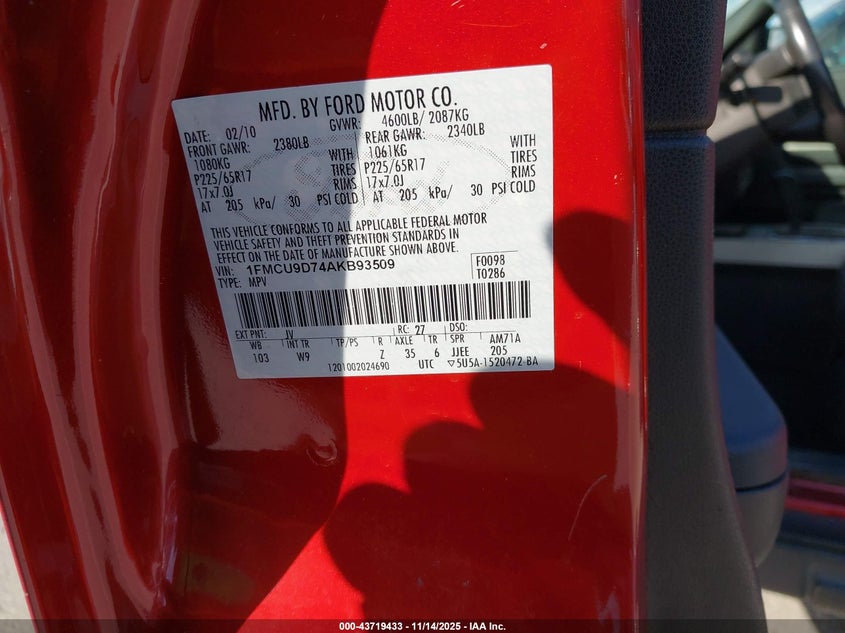 MFD. BY FORD MOTOR CO.
DATE: 02/10 GVWR: 4600LB/ 2087KG
FRONT GAWR: 2380LB REAR GAWR: 2340LB
1080KG WITH 1061KG WITH
P225/65R17 TIRES P225/65R17 TIRES
17x7.0J RIMS 17x7.0J RIMS
AT 205 kPa/ 30 PSI COLD AT 205 kPa/ 30 PSI COLD
THIS VEHICLE CONFORMS TO ALL APPLICABLE FEDERAL MOTOR
VEHICLE SAFETY AND THEFT PREVENTION STANDARDS IN
EFFECT ON THE DATE OF MANUFACTURE SHOWN ABOVE.
VIN: 1FMCU9D74AKB93509 F0098
TYPE: MPV T0286
EXT PNT: JV RC: 27 DSO:
WB INT TR TP/PS R AXLE TR SPR AM71A
103 W9 Z 35 6 JJEE 205
1201002024690 UTC ▽5U5A-1520472-BA
000-43719433 - 11/14/2025 - IAA Inc.